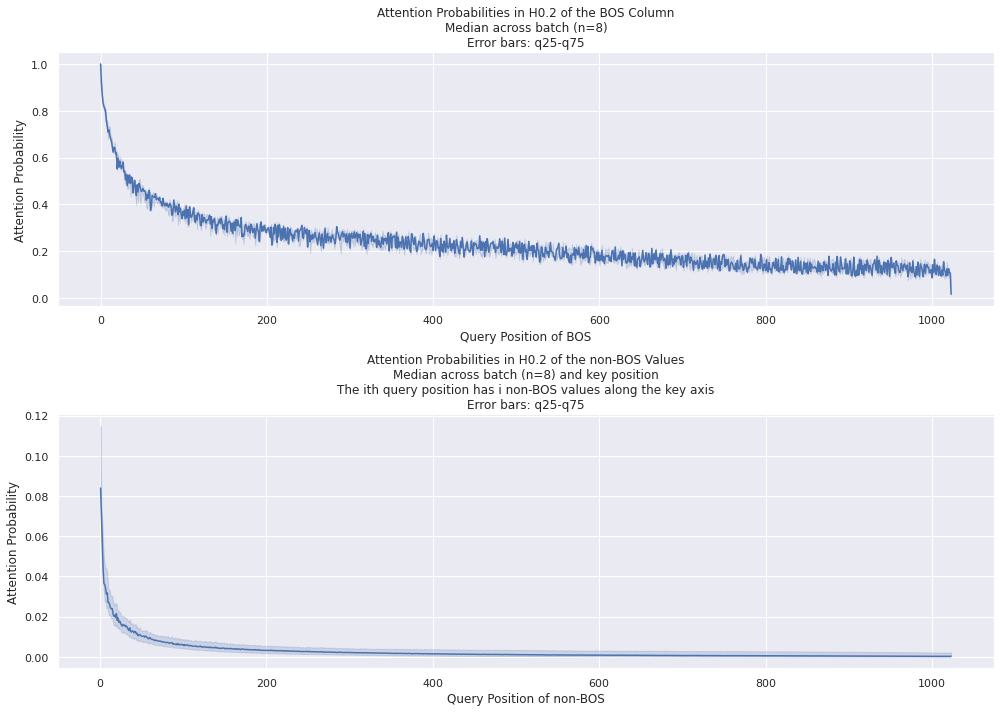 Attention Probabilities in H0.2 of the BOS Column
Median across batch (n=8)
Error bars: q25-q75
Attention Probability
1.0
0.8
0.6
0.4
0.2
0.0
0
200
400
600
800
1000
Query Position of BOS
Attention Probabilities in H0.2 of the non-BOS Values
Median across batch (n=8) and key position
The ith query position has i non-BOS values along the key axis
Error bars: q25-q75
Attention Probability
0.12
0.10
0.08
0.06
0.04
0.02
0.00
0
200
400
600
800
1000
Query Position of non-BOS